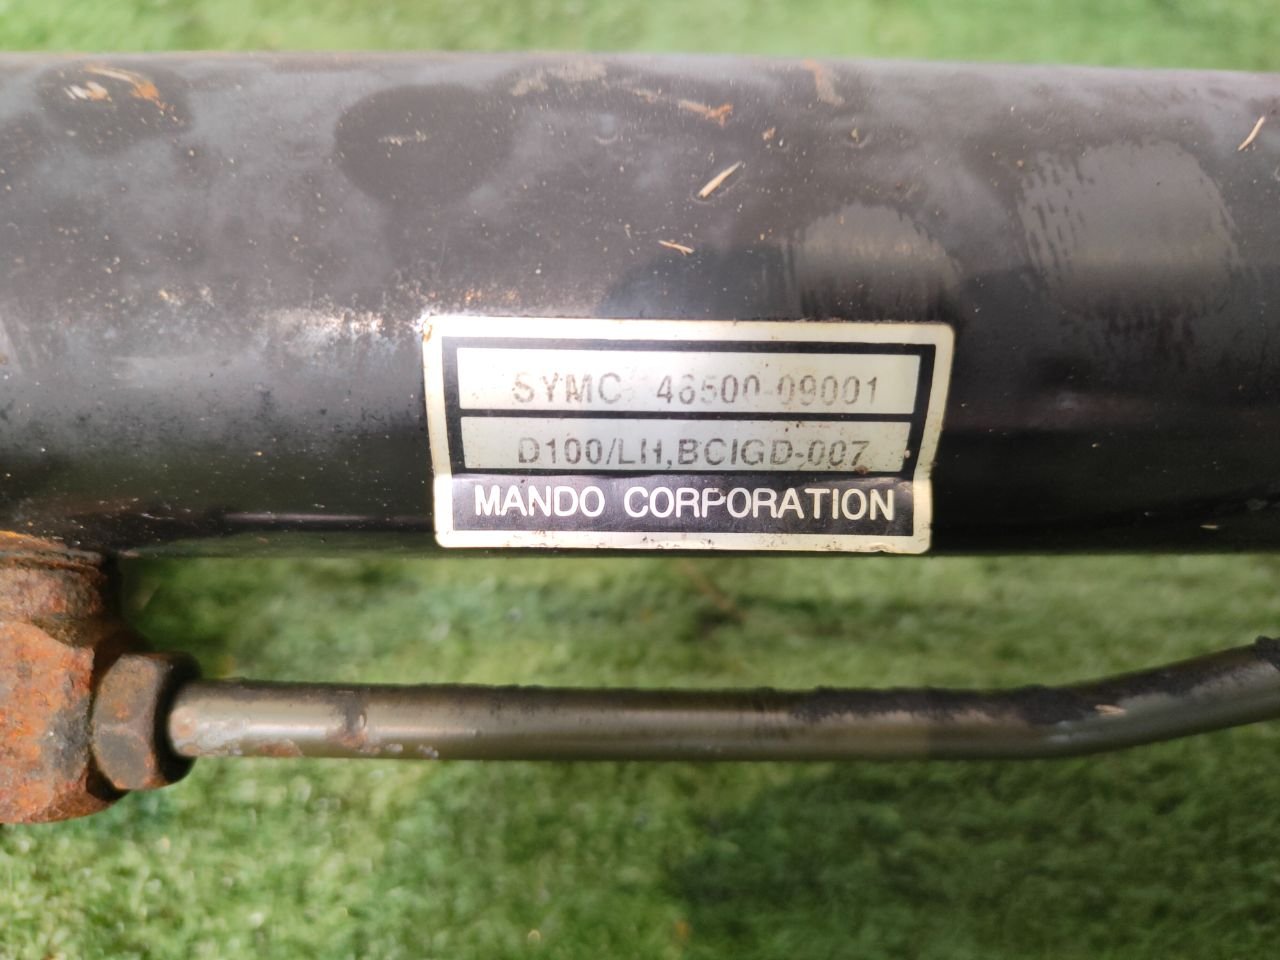 SYMC 46500-09001
D100/LH,BCIGD-007
MANDO CORPORATION